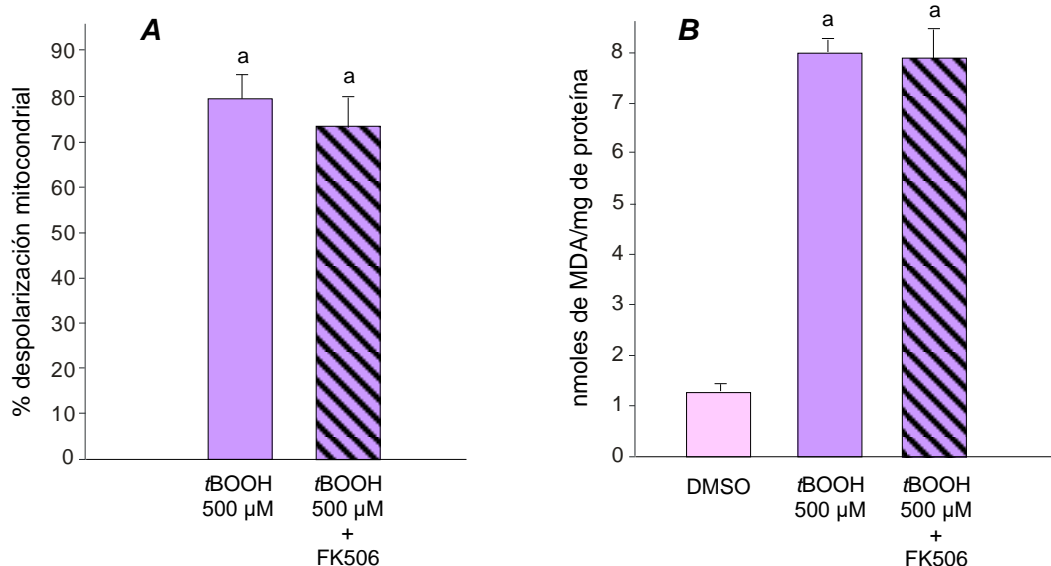 A
% despolarización mitocondrial
90
80
70
60
50
40
30
20
10
0
a
a
tBOOH
500 µM
tBOOH
500 µM
+
FK506
B
nmoles de MDA/mg de proteína
8
7
6
5
4
3
2
1
0
a
a
DMSO
tBOOH
500 µM
tBOOH
500 µM
+
FK506